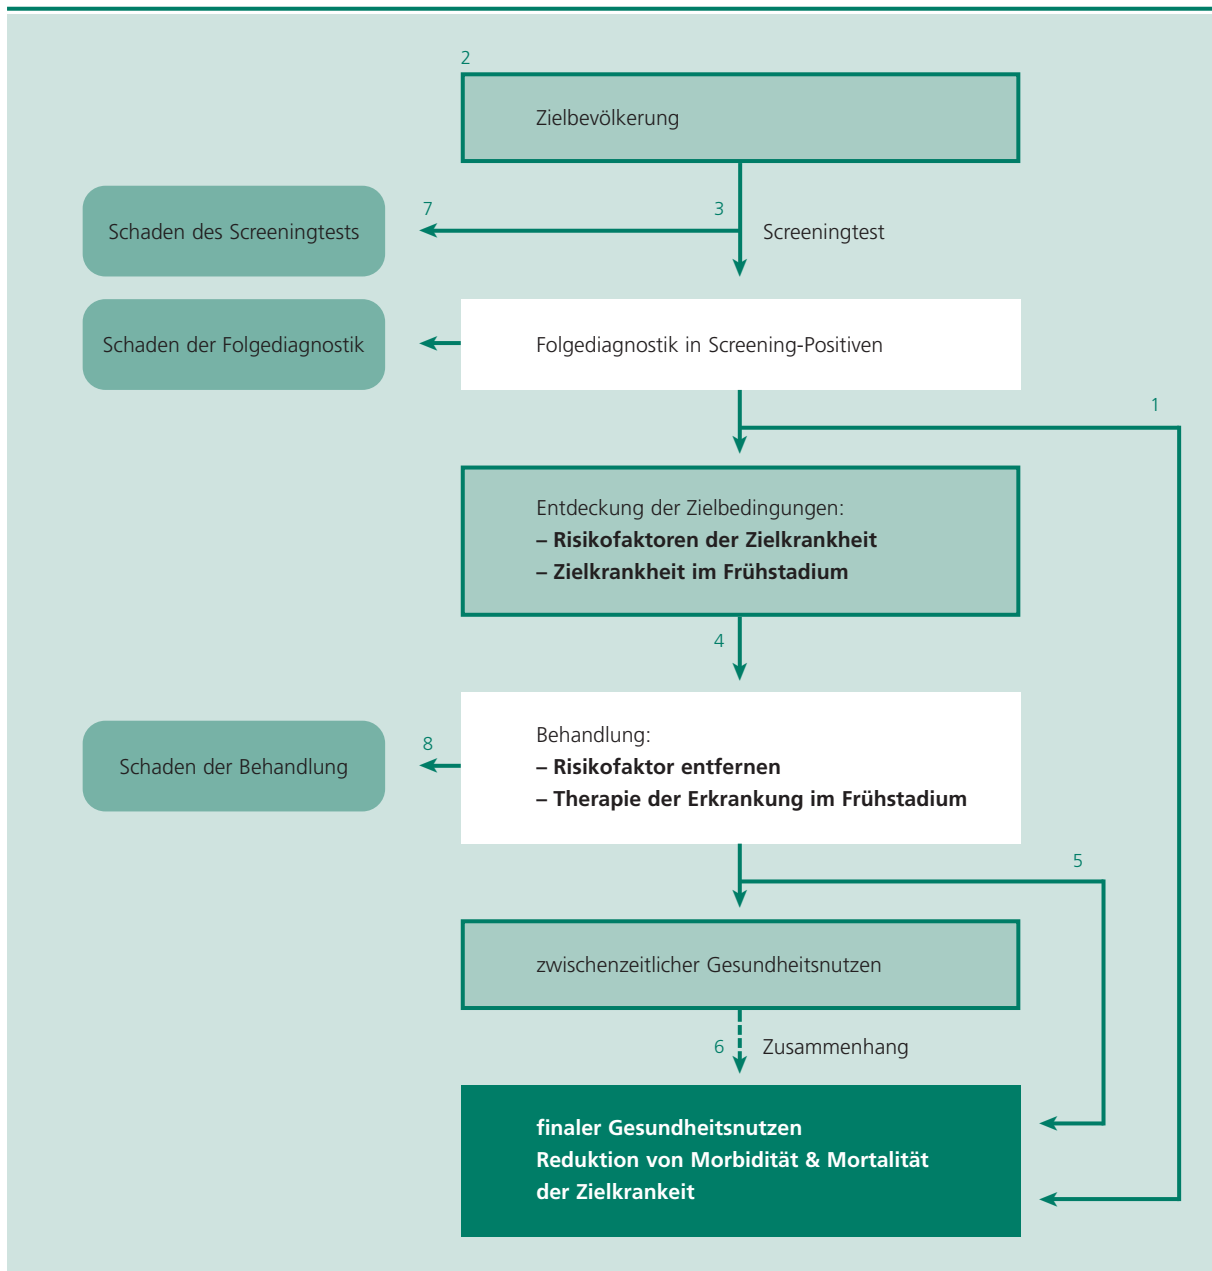 2
Zielbevölkerung
7
3
Schaden des Screeningtests
Screeningtest
Schaden der Folgediagnostik
Folgediagnostik in Screening-Positiven
1
Entdeckung der Zielbedingungen:
– Risikofaktoren der Zielkrankheit
– Zielkrankheit im Frühstadium
4
Behandlung:
– Risikofaktor entfernen
– Therapie der Erkrankung im Frühstadium
8
Schaden der Behandlung
5
zwischenzeitlicher Gesundheitsnutzen
6
Zusammenhang
finaler Gesundheitsnutzen
Reduktion von Morbidität & Mortalität
der Zielkrankeit